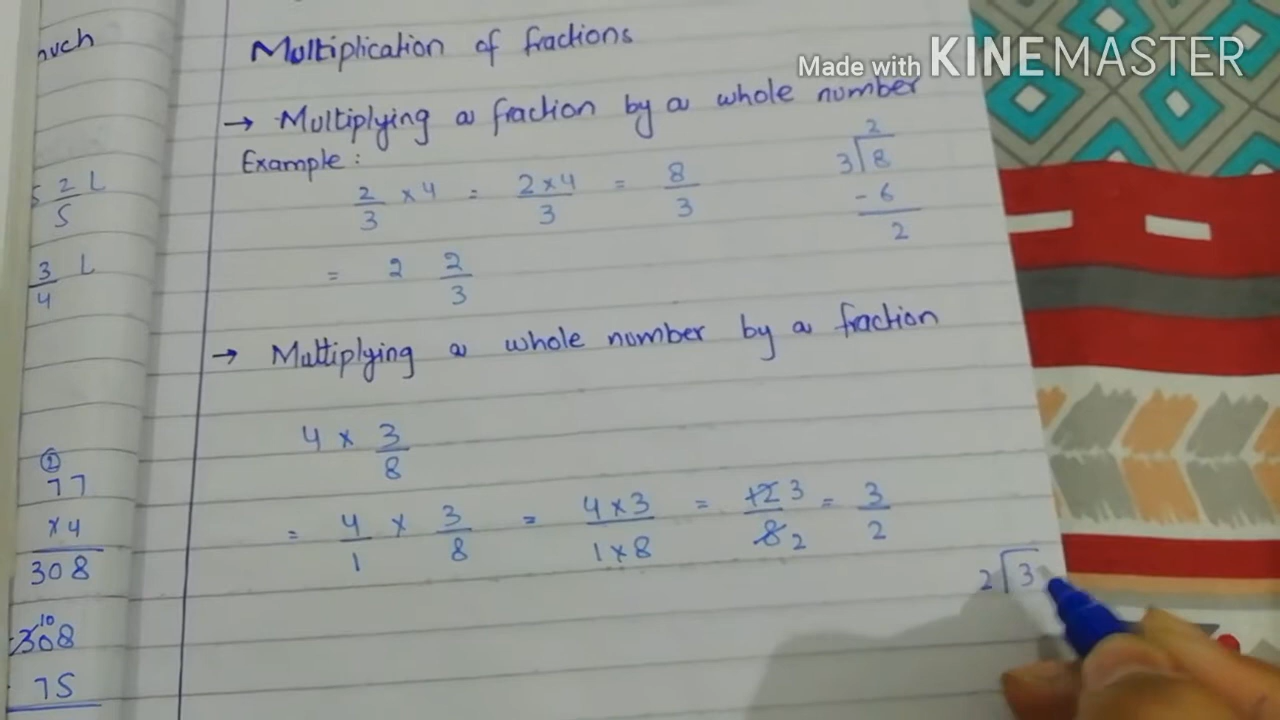 Made with KINEMASTER
Multiplication of fractions
→ Multiplying a fraction by a whole number
Example :
2/3 × 4 = 2×4/3 = 8/3
2
3)8
- 6
2
= 2 2/3
→ Multiplying a whole number by a fraction
4 × 3/8
= 4/1 × 3/8 = 4×3/1×8 = 12 3/8 2 = 3/2
2)3
2/5 L
3/4 L
77
×4
308
10
308
75